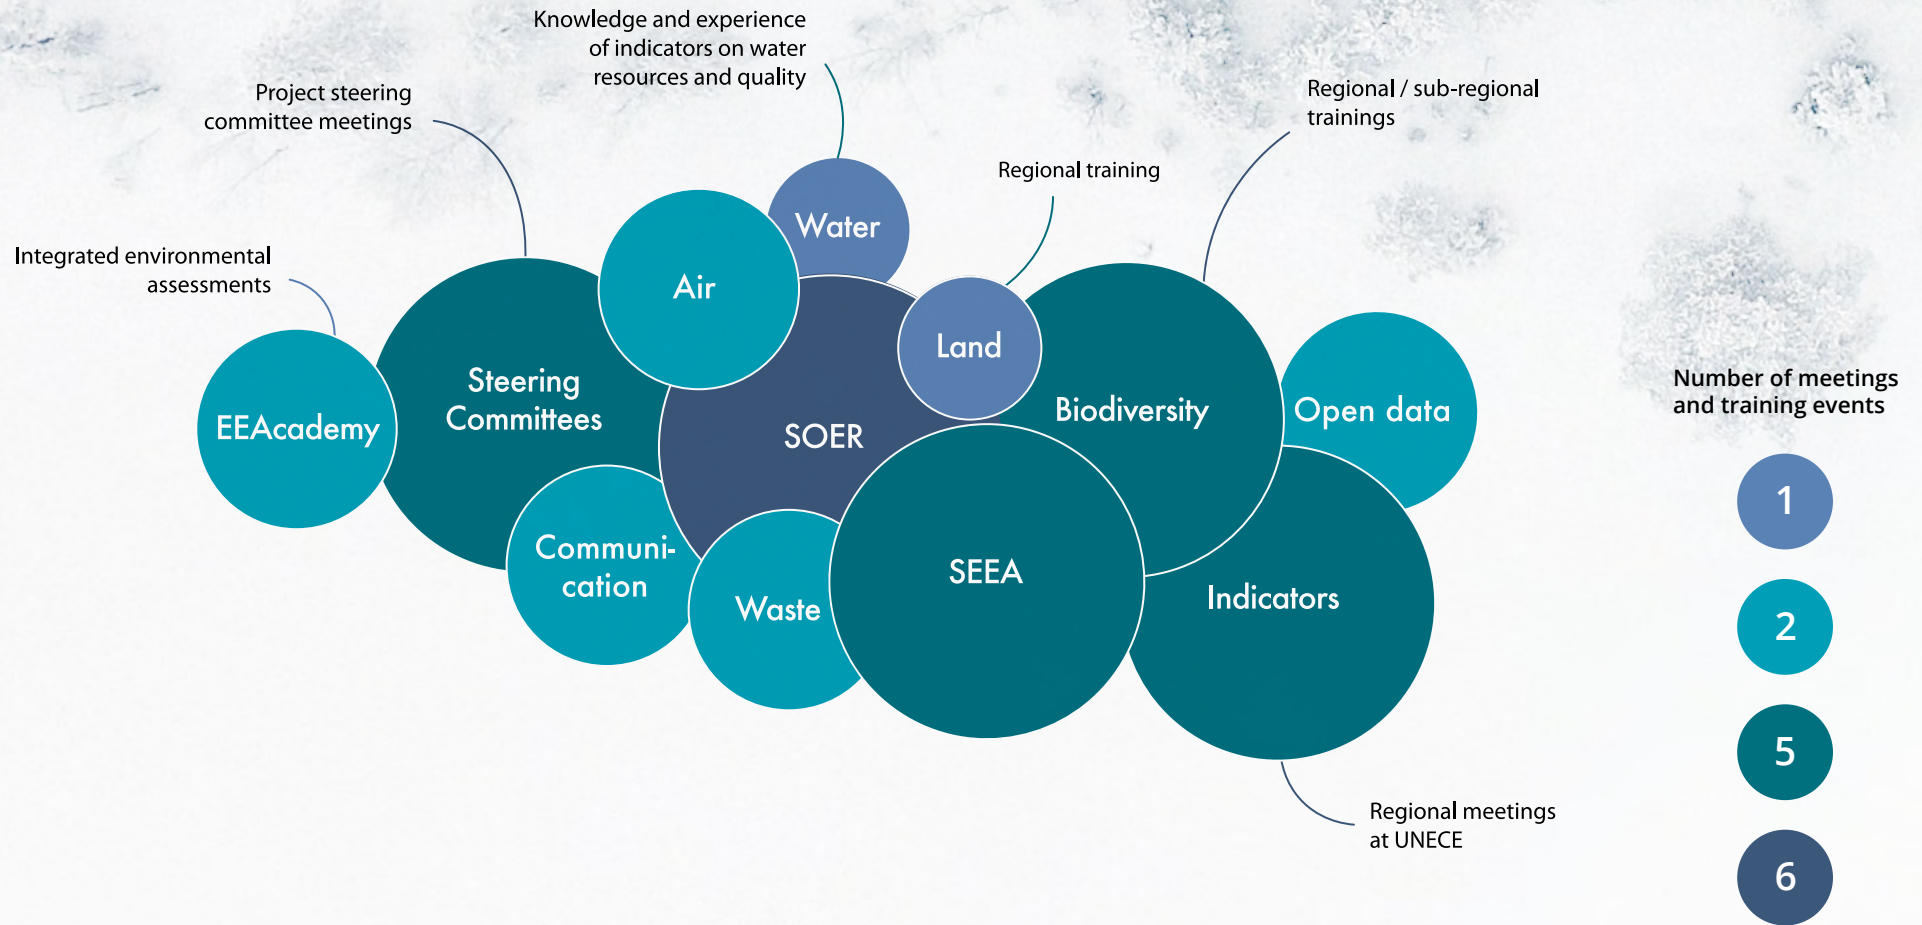 Knowledge and experience
of indicators on water
resources and quality
Project steering
committee meetings
Regional / sub-regional
trainings
Regional training
Integrated environmental
assessments
Water
Air
Land
Steering
Committees
EEAcademy
SOER
Biodiversity
Open data
Communi-
cation
Waste
SEEA
Indicators
Regional meetings
at UNECE
Number of meetings
and training events
1
2
5
6